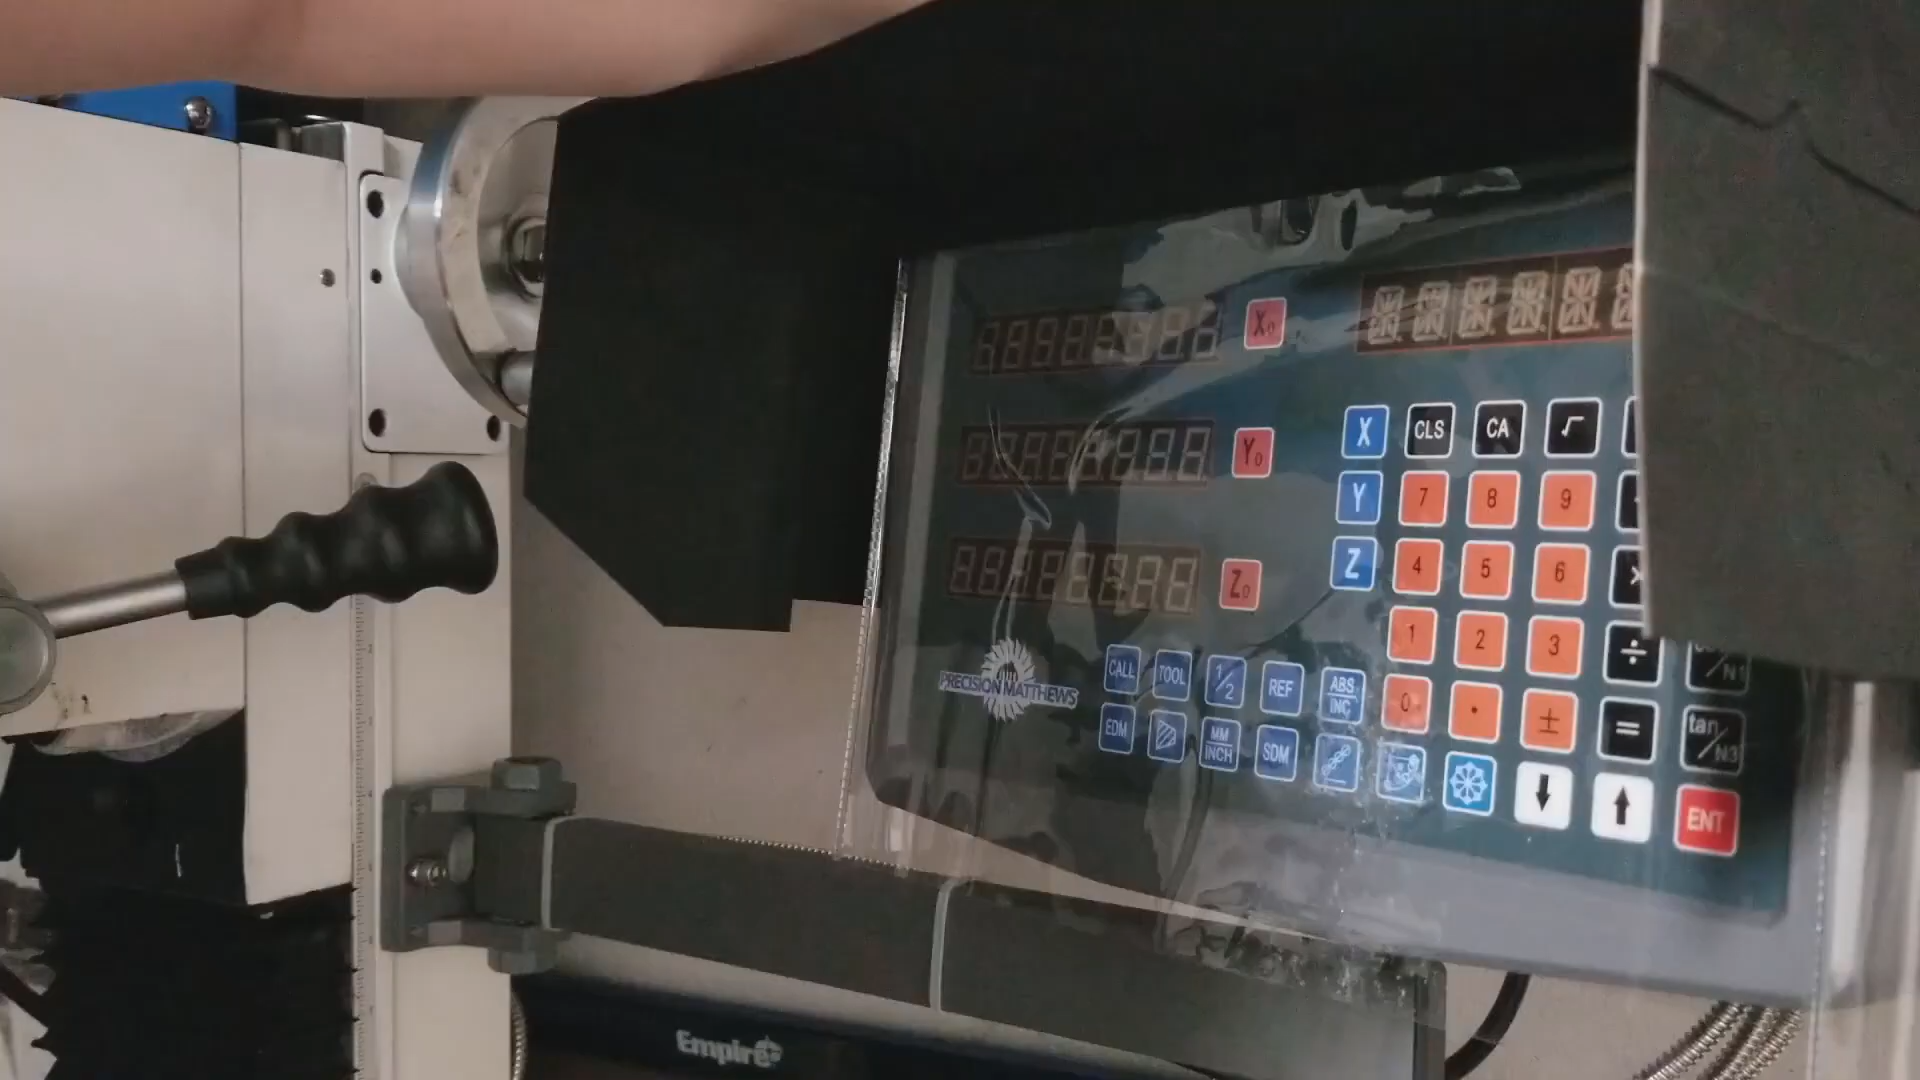 X₀
Y₀
Z₀
X CLS CA √
Y 7 8 9
Z 4 5 6
1 2 3 ÷
0 . ± =
CALL TOOL 1/2 REF ABS/INC
EDM MM/INCH SDM
tan/N3
ENT
PRECISION MATTHEWS
Empire